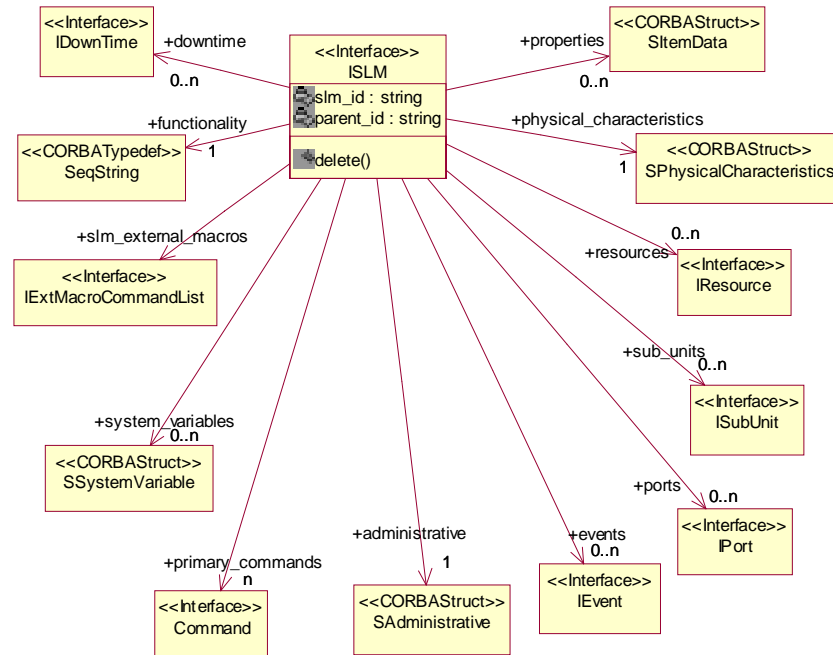 <<Interface>>
IDownTime
+downtime
0..n
<<Interface>>
ISLM
slm_id : string
parent_id : string
delete()
+properties
0..n
<<CORBAStruct>>
SItemData
+functionality
1
<<CORBATypedef>>
SeqString
+physical_characteristics
1
<<CORBAStruct>>
SPhysicalCharacteristics
+slm_external_macros
<<Interface>>
IExtMacroCommandList
0..n
+resources
<<Interface>>
IResource
+sub_units
0..n
<<Interface>>
ISubUnit
+system_variables
0..n
<<CORBAStruct>>
SSystemVariable
+ports
0..n
<<Interface>>
IPort
+primary_commands
n
<<Interface>>
Command
+administrative
1
<<CORBAStruct>>
SAdministrative
+events
0..n
<<Interface>>
IEvent